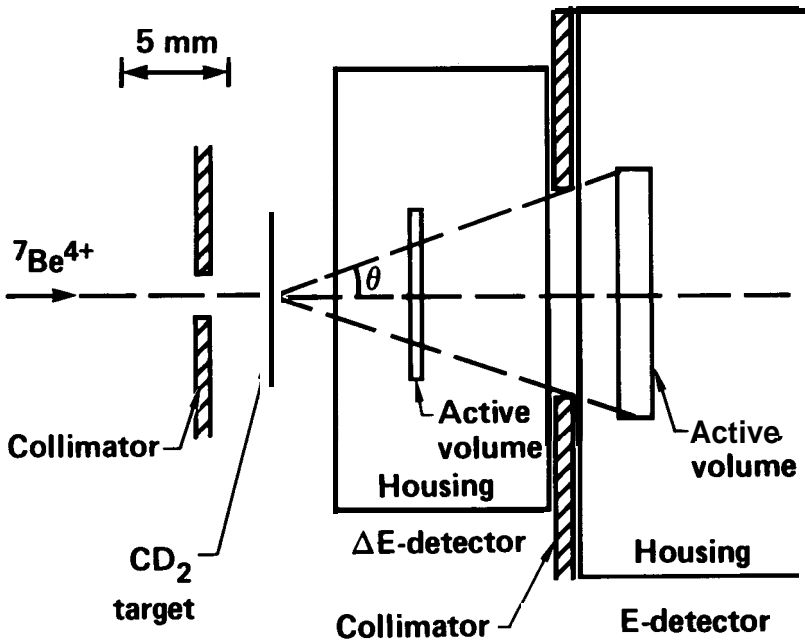 5 mm
⁷Be⁴⁺
θ
Collimator
Active
volume
Active
volume
Housing
ΔE-detector
CD₂
target
Housing
Collimator
E-detector